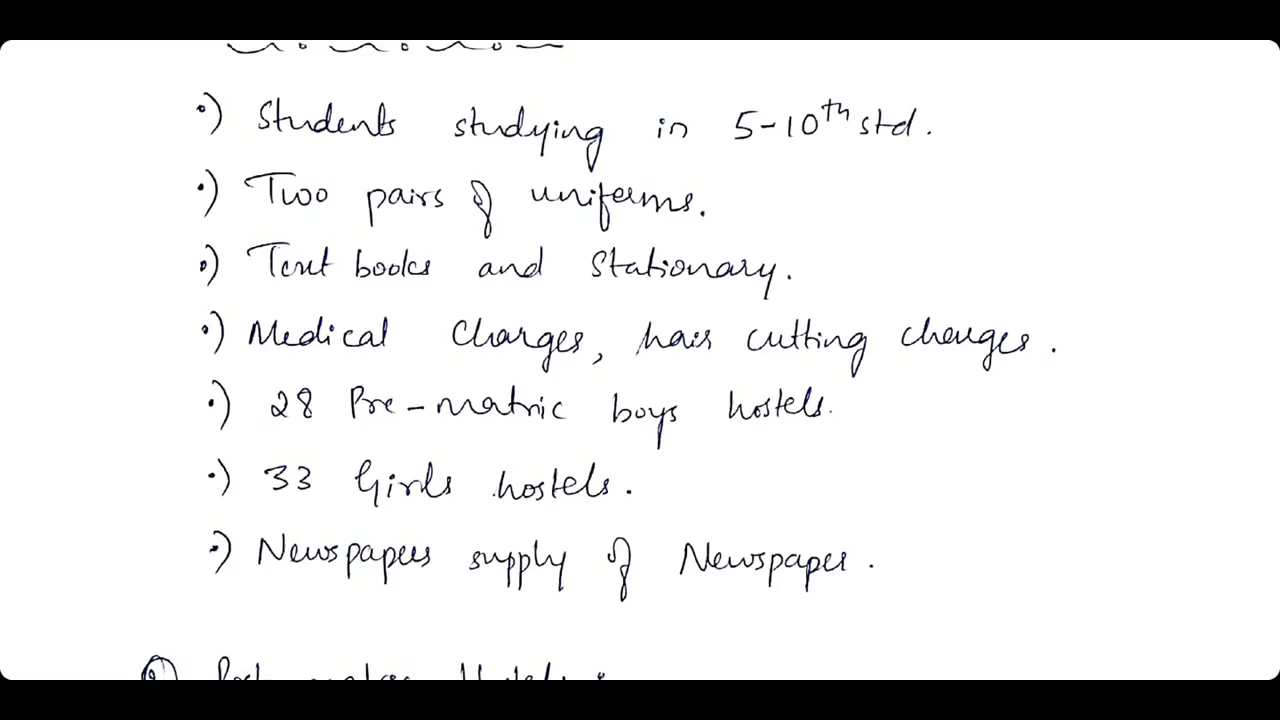 •) Students studying in 5-10th std.
•) Two pairs of uniforms.
•) Text books and Stationary.
•) Medical Charges, hair cutting charges.
•) 28 Pre-matric boys hostels.
•) 33 Girls hostels.
•) Newspapers supply of Newspaper.
Post